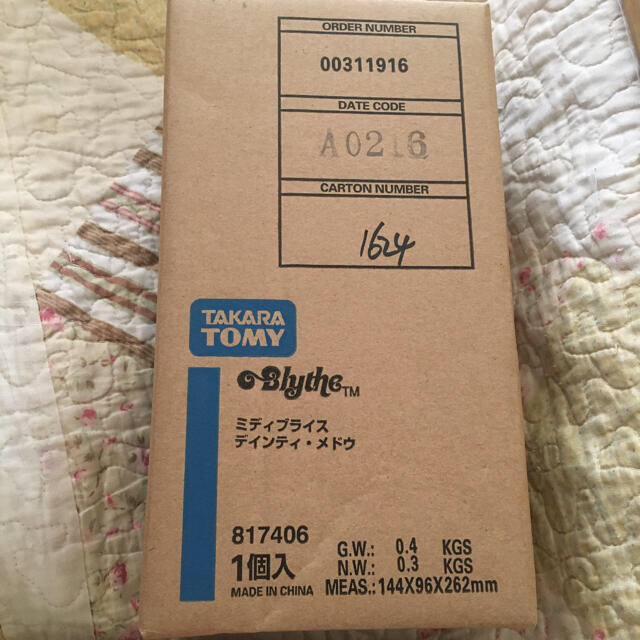 ORDER NUMBER
00311916
DATE CODE
A0216
CARTON NUMBER
1624
TAKARA
TOMY
Blythe™
ミディブライス
デインティ・メドウ
817406
1個入
MADE IN CHINA
G.W.: 0.4 KGS
N.W.: 0.3 KGS
MEAS.: 144X96X262mm